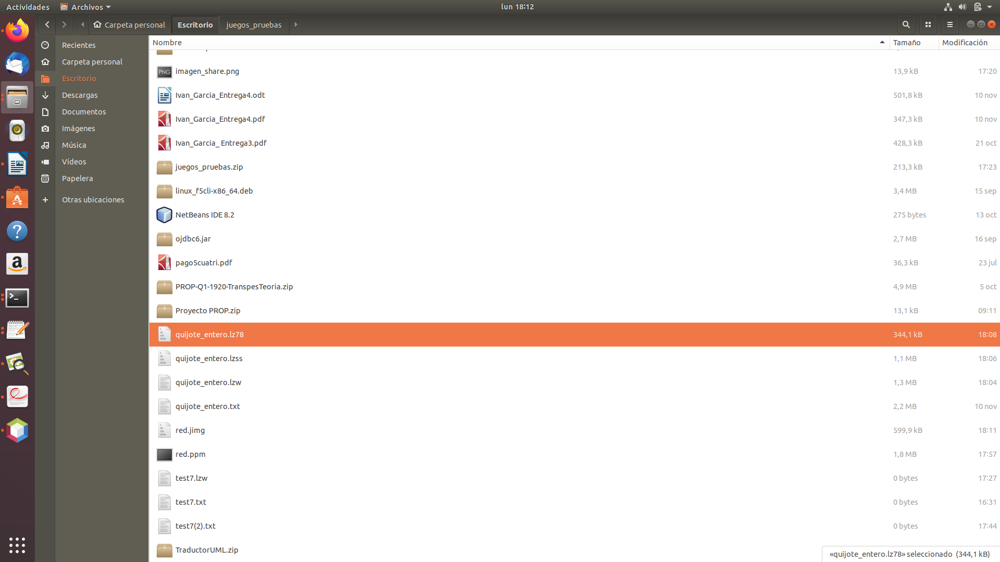 Actividades Archivos lun 18:12
Carpeta personal Escritorio juegos_pruebas
Nombre Tamaño Modificación
Recientes
Carpeta personal
Escritorio
Descargas
Documentos
Imágenes
Música
Vídeos
Papelera
Otras ubicaciones
imagen_share.png 13,9 kB 17:20
Ivan_Garcia_Entrega4.odt 501,8 kB 10 nov
Ivan_Garcia_Entrega4.pdf 347,3 kB 10 nov
Ivan_Garcia_ Entrega3.pdf 428,3 kB 21 oct
juegos_pruebas.zip 213,3 kB 17:23
linux_f5cli-x86_64.deb 3,4 MB 15 sep
NetBeans IDE 8.2 275 bytes 13 oct
ojdbc6.jar 2,7 MB 16 sep
pago5cuatri.pdf 36,3 kB 23 jul
PROP-Q1-1920-TranspesTeoria.zip 4,9 MB 5 oct
Proyecto PROP.zip 13,1 kB 09:11
quijote_entero.lz78 344,1 kB 18:08
quijote_entero.lzss 1,1 MB 18:06
quijote_entero.lzw 1,3 MB 18:04
quijote_entero.txt 2,2 MB 10 nov
red.jimg 599,9 kB 18:11
red.ppm 1,8 MB 17:57
test7.lzw 0 bytes 17:27
test7.txt 0 bytes 16:31
test7(2).txt 0 bytes 17:44
TraductorUML.zip
«quijote_entero.lz78» seleccionado (344,1 kB)